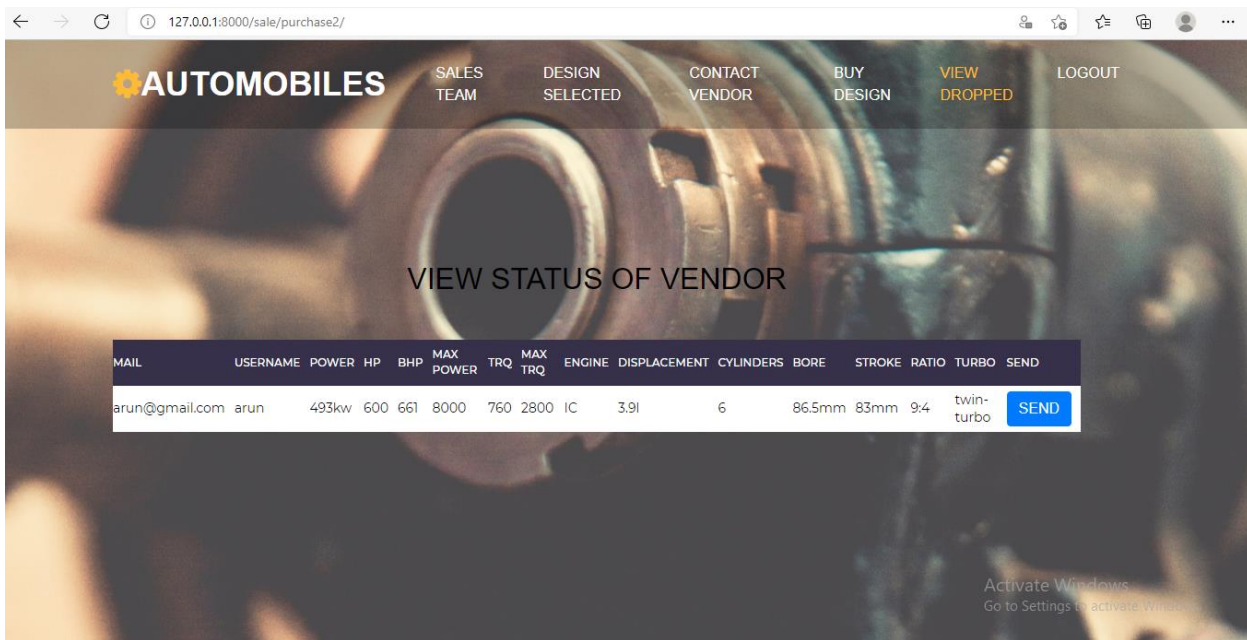 127.0.0.1:8000/sale/purchase2/
AUTOMOBILES
SALES TEAM
DESIGN SELECTED
CONTACT VENDOR
BUY DESIGN
VIEW DROPPED
LOGOUT
VIEW STATUS OF VENDOR
MAIL USERNAME POWER HP BHP MAX POWER TRQ MAX TRQ ENGINE DISPLACEMENT CYLINDERS BORE STROKE RATIO TURBO SEND
arun@gmail.com arun 493kw 600 661 8000 760 2800 IC 3.9l 6 86.5mm 83mm 9:4 twin-turbo SEND
Activate Windows
Go to Settings to activate